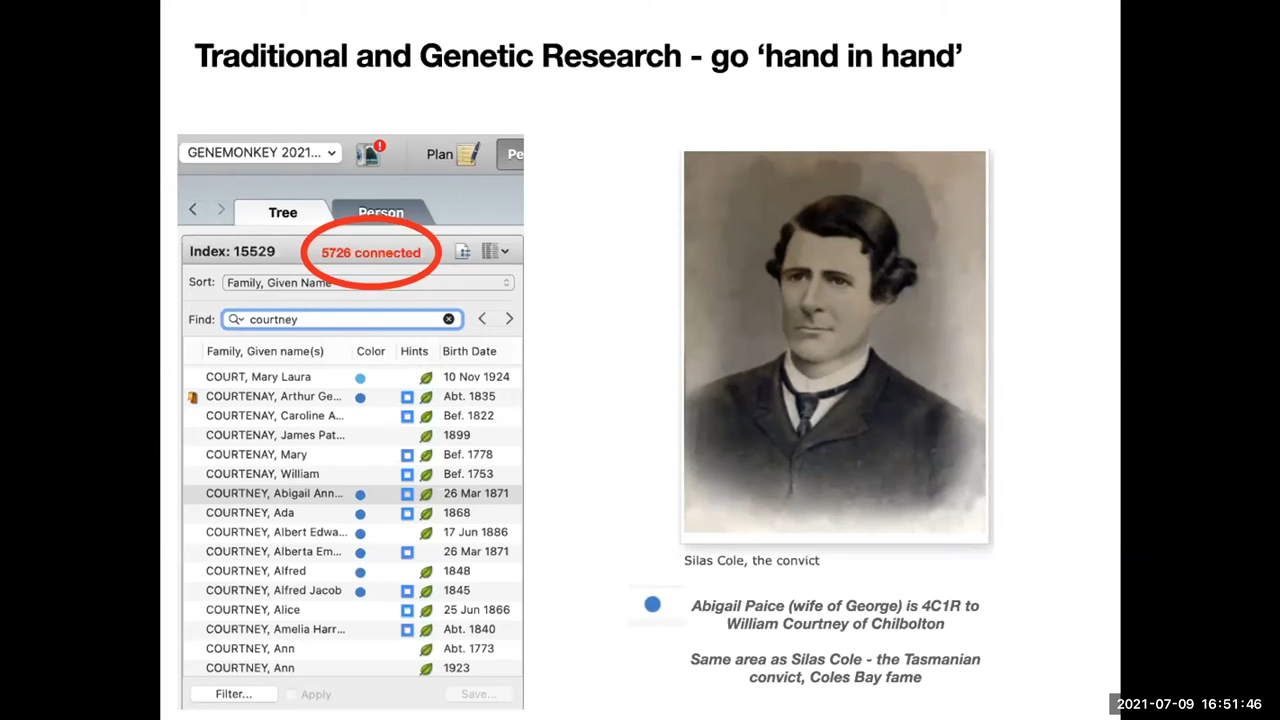 Traditional and Genetic Research - go ‘hand in hand’
GENEMONKEY 2021...
Plan
Pe
Tree
Person
Index: 15529
5726 connected
Sort:
Family, Given Name
Find:
courtney
Family, Given name(s) Color Hints Birth Date
COURT, Mary Laura 10 Nov 1924
COURTENAY, Arthur Ge... Abt. 1835
COURTENAY, Caroline A... Bef. 1822
COURTENAY, James Pat... 1899
COURTENAY, Mary Bef. 1778
COURTENAY, William Bef. 1753
COURTNEY, Abigail Ann... 26 Mar 1871
COURTNEY, Ada 1868
COURTNEY, Albert Edwa... 17 Jun 1886
COURTNEY, Alberta Em... 26 Mar 1871
COURTNEY, Alfred 1848
COURTNEY, Alfred Jacob 1845
COURTNEY, Alice 25 Jun 1866
COURTNEY, Amelia Harr... Abt. 1840
COURTNEY, Ann Abt. 1773
COURTNEY, Ann 1923
Filter... Apply Save...
Silas Cole, the convict
Abigail Paice (wife of George) is 4C1R to
William Courtney of Chilbolton
Same area as Silas Cole - the Tasmanian
convict, Coles Bay fame
2021-07-09 16:51:46